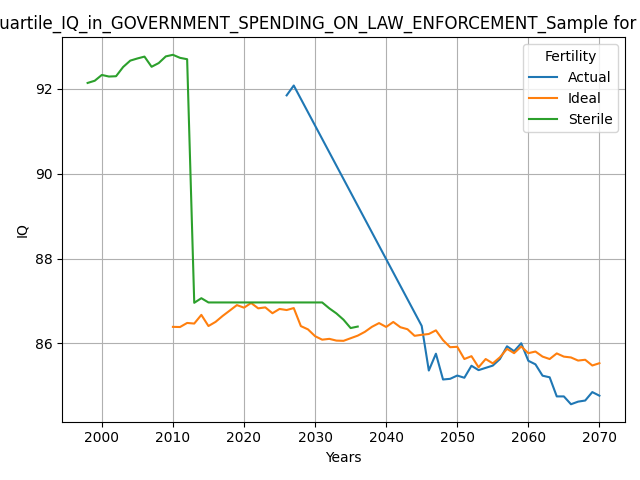 uartile_IQ_in_GOVERNMENT_SPENDING_ON_LAW_ENFORCEMENT_Sample for
Fertility
Actual
Ideal
Sterile
IQ
92
90
88
86
2000 2010 2020 2030 2040 2050 2060 2070
Years